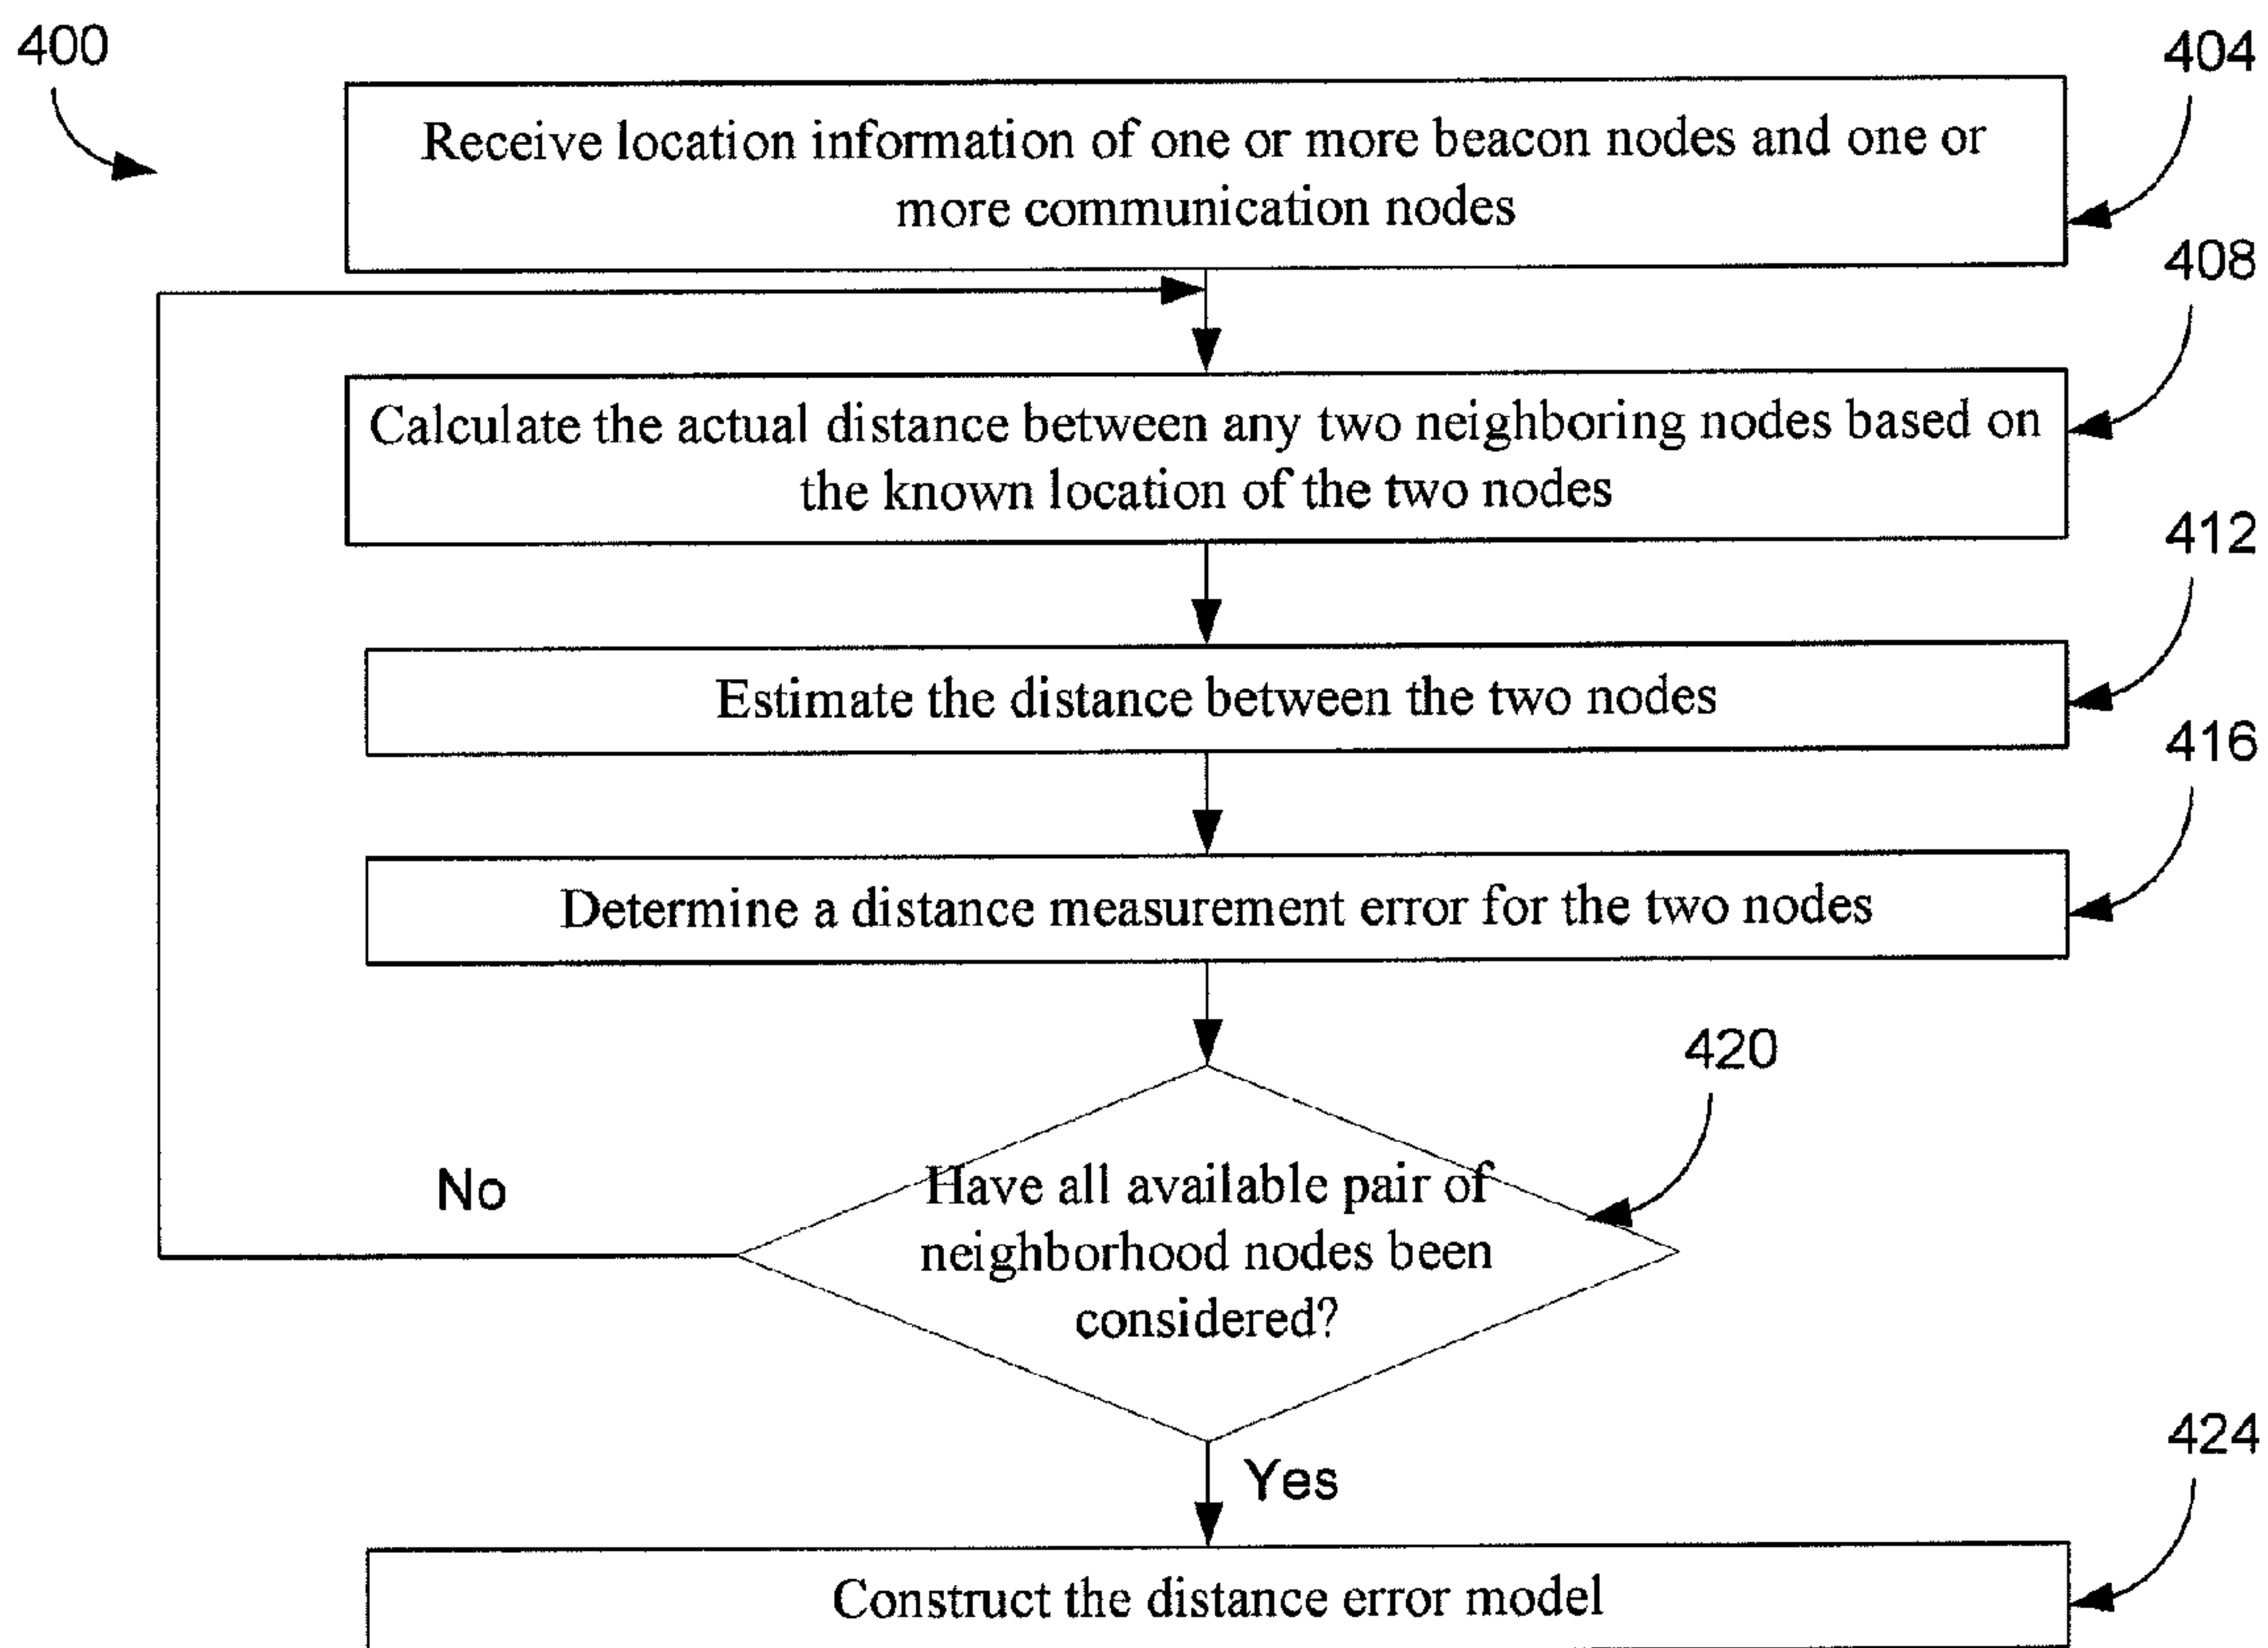 400
404
Receive location information of one or more beacon nodes and one or
more communication nodes
408
Calculate the actual distance between any two neighboring nodes based on
the known location of the two nodes
412
Estimate the distance between the two nodes
416
Determine a distance measurement error for the two nodes
420
No
Have all available pair of
neighborhood nodes been
considered?
Yes
424
Construct the distance error model